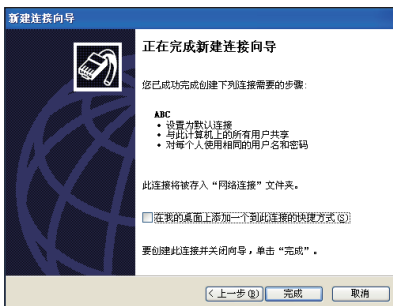 新建连接向导
正在完成新建连接向导
您已成功完成创建下列连接需要的步骤:
ABC
• 设置为默认连接
• 与此计算机上的所有用户共享
• 对每个人使用相同的用户名和密码
此连接将被存入“网络连接”文件夹。
在我的桌面上添加一个到此连接的快捷方式(S)
要创建此连接并关闭向导，单击“完成”。
<上一步(B) 完成 取消